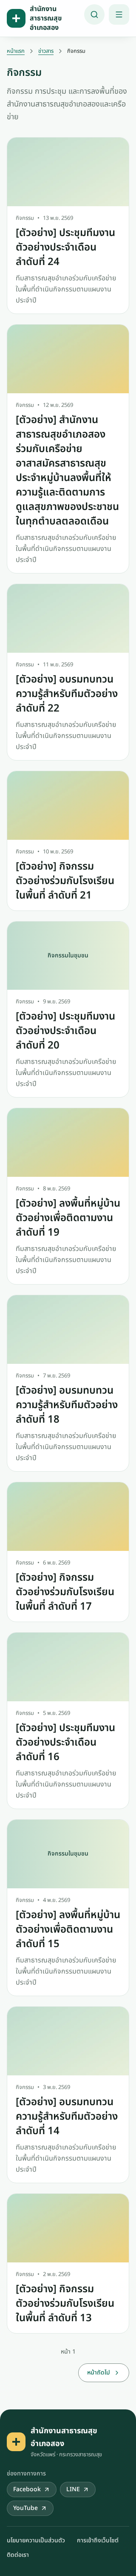 สำนักงาน
สาธารณสุข
อำเภอลอง
หน้าแรก > ข่าวสาร > กิจกรรม
กิจกรรม
กิจกรรม การประชุม และการลงพื้นที่ของ
สำนักงานสาธารณสุขอำเภอลองและเครือ
ข่าย
กิจกรรม • 13 พ.ย. 2569
[ตัวอย่าง] ประชุมทีมงาน
ตัวอย่างประจำเดือน
ลำดับที่ 24
ทีมสาธารณสุขอำเภอร่วมกับเครือข่าย
ในพื้นที่ดำเนินกิจกรรมตามแผนงาน
ประจำปี
กิจกรรม • 12 พ.ย. 2569
[ตัวอย่าง] สำนักงาน
สาธารณสุขอำเภอลอง
ร่วมกับเครือข่าย
อาสาสมัครสาธารณสุข
ประจำหมู่บ้านลงพื้นที่ให้
ความรู้และติดตามการ
ดูแลสุขภาพของประชาชน
ในทุกตำบลตลอดเดือน
ทีมสาธารณสุขอำเภอร่วมกับเครือข่าย
ในพื้นที่ดำเนินกิจกรรมตามแผนงาน
ประจำปี
กิจกรรม • 11 พ.ย. 2569
[ตัวอย่าง] อบรมทบทวน
ความรู้สำหรับทีมตัวอย่าง
ลำดับที่ 22
ทีมสาธารณสุขอำเภอร่วมกับเครือข่าย
ในพื้นที่ดำเนินกิจกรรมตามแผนงาน
ประจำปี
กิจกรรม • 10 พ.ย. 2569
[ตัวอย่าง] กิจกรรม
ตัวอย่างร่วมกับโรงเรียน
ในพื้นที่ ลำดับที่ 21
กิจกรรมในชุมชน
กิจกรรม • 9 พ.ย. 2569
[ตัวอย่าง] ประชุมทีมงาน
ตัวอย่างประจำเดือน
ลำดับที่ 20
ทีมสาธารณสุขอำเภอร่วมกับเครือข่าย
ในพื้นที่ดำเนินกิจกรรมตามแผนงาน
ประจำปี
กิจกรรม • 8 พ.ย. 2569
[ตัวอย่าง] ลงพื้นที่หมู่บ้าน
ตัวอย่างเพื่อติดตามงาน
ลำดับที่ 19
ทีมสาธารณสุขอำเภอร่วมกับเครือข่าย
ในพื้นที่ดำเนินกิจกรรมตามแผนงาน
ประจำปี
กิจกรรม • 7 พ.ย. 2569
[ตัวอย่าง] อบรมทบทวน
ความรู้สำหรับทีมตัวอย่าง
ลำดับที่ 18
ทีมสาธารณสุขอำเภอร่วมกับเครือข่าย
ในพื้นที่ดำเนินกิจกรรมตามแผนงาน
ประจำปี
กิจกรรม • 6 พ.ย. 2569
[ตัวอย่าง] กิจกรรม
ตัวอย่างร่วมกับโรงเรียน
ในพื้นที่ ลำดับที่ 17
กิจกรรม • 5 พ.ย. 2569
[ตัวอย่าง] ประชุมทีมงาน
ตัวอย่างประจำเดือน
ลำดับที่ 16
ทีมสาธารณสุขอำเภอร่วมกับเครือข่าย
ในพื้นที่ดำเนินกิจกรรมตามแผนงาน
ประจำปี
กิจกรรมในชุมชน
กิจกรรม • 4 พ.ย. 2569
[ตัวอย่าง] ลงพื้นที่หมู่บ้าน
ตัวอย่างเพื่อติดตามงาน
ลำดับที่ 15
ทีมสาธารณสุขอำเภอร่วมกับเครือข่าย
ในพื้นที่ดำเนินกิจกรรมตามแผนงาน
ประจำปี
กิจกรรม • 3 พ.ย. 2569
[ตัวอย่าง] อบรมทบทวน
ความรู้สำหรับทีมตัวอย่าง
ลำดับที่ 14
ทีมสาธารณสุขอำเภอร่วมกับเครือข่าย
ในพื้นที่ดำเนินกิจกรรมตามแผนงาน
ประจำปี
กิจกรรม • 2 พ.ย. 2569
[ตัวอย่าง] กิจกรรม
ตัวอย่างร่วมกับโรงเรียน
ในพื้นที่ ลำดับที่ 13
หน้า 1
หน้าถัดไป
สำนักงานสาธารณสุข
อำเภอลอง
จังหวัดแพร่ · กระทรวงสาธารณสุข
ช่องทางทางการ
Facebook LINE
YouTube
นโยบายความเป็นส่วนตัว การเข้าถึงเว็บไซต์
ติดต่อเรา